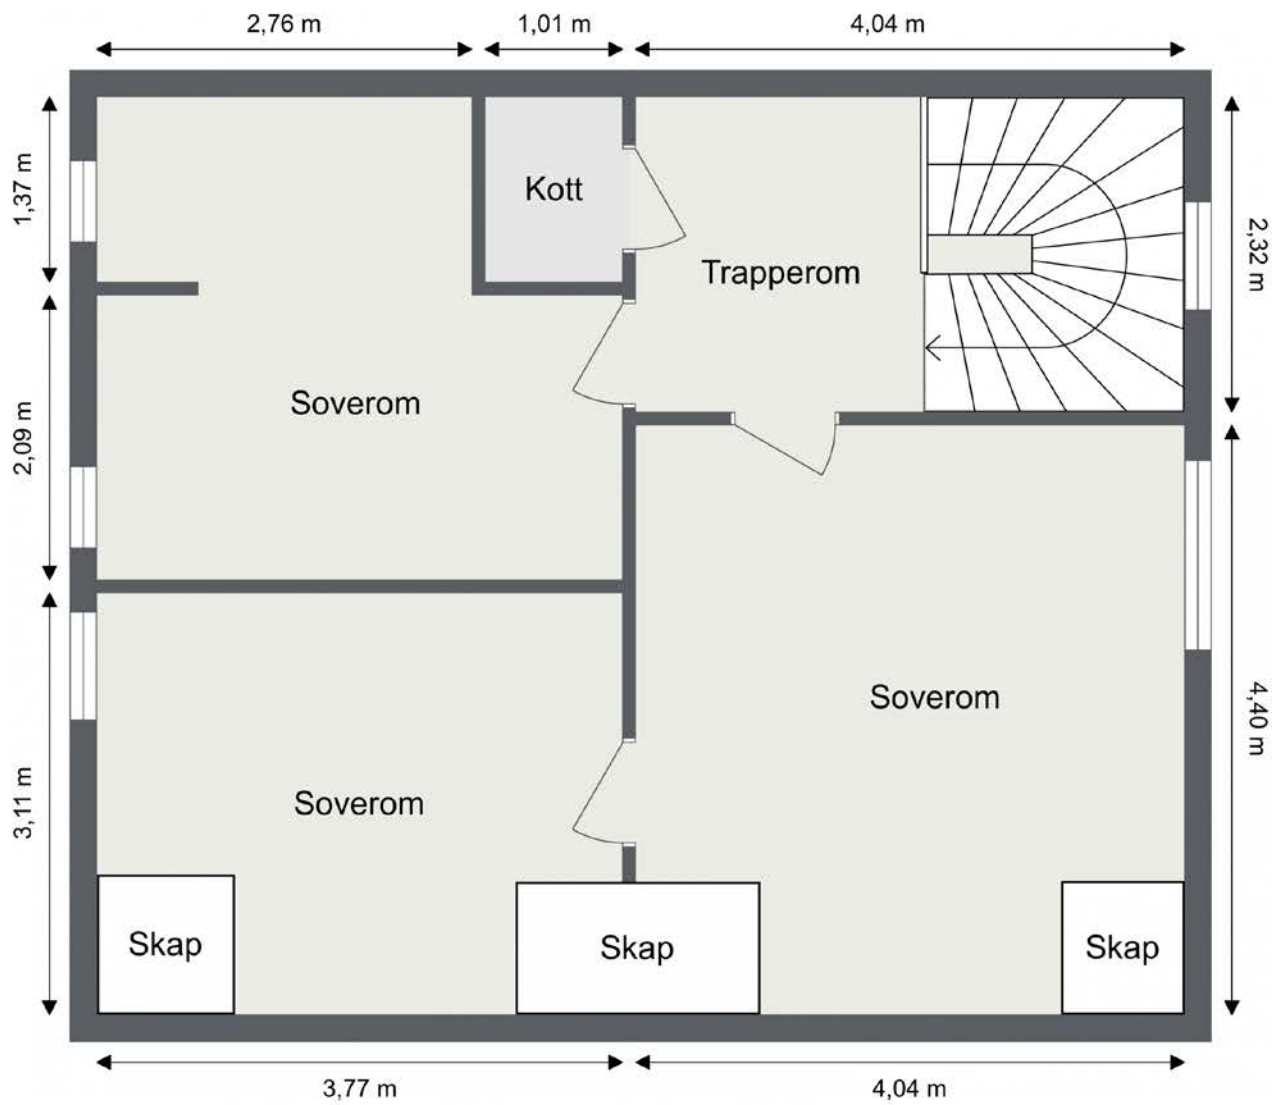 2,76 m
1,01 m
4,04 m
1,37 m
Kott
Trapperom
2,32 m
Soverom
2,09 m
Soverom
4,40 m
Soverom
3,11 m
Skap
Skap
Skap
3,77 m
4,04 m